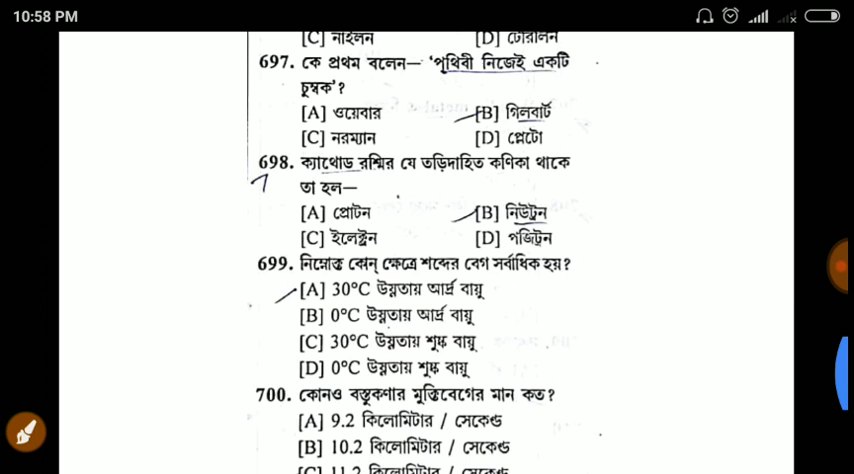 10:58 PM
[C] নাইলন [D] টেরিলিন
697. কে প্রথম বলেন— ‘পৃথিবী নিজেই একটি
চুম্বক’?
[A] ওয়েবার [B] গিলবার্ট
[C] নরম্যান [D] প্লেটো
698. ক্যাথোড রশ্মির যে তড়িদাহিত কণিকা থাকে
তা হল—
[A] প্রোটন [B] নিউট্রন
[C] ইলেক্ট্রন [D] পজিট্রন
699. নিম্নোক্ত কোন্ ক্ষেত্রে শব্দের বেগ সর্বাধিক হয়?
[A] 30°C উষ্ণতায় আর্দ্র বায়ু
[B] 0°C উষ্ণতায় আর্দ্র বায়ু
[C] 30°C উষ্ণতায় শুষ্ক বায়ু
[D] 0°C উষ্ণতায় শুষ্ক বায়ু
700. কোনও বস্তুকণার মুক্তিবেগের মান কত?
[A] 9.2 কিলোমিটার / সেকেণ্ড
[B] 10.2 কিলোমিটার / সেকেণ্ড
[C] 11.2 কিলোমিটার / সেকেণ্ড